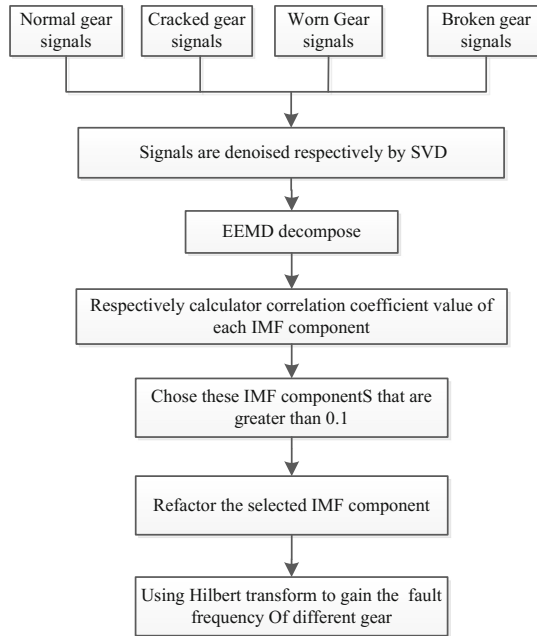 Normal gear
signals
Cracked gear
signals
Worn Gear
signals
Broken gear
signals
Signals are denoised respectively by SVD
EEMD decompose
Respectively calculator correlation coefficient value of
each IMF component
Chose these IMF componentS that are
greater than 0.1
Refactor the selected IMF component
Using Hilbert transform to gain the fault
frequency Of different gear